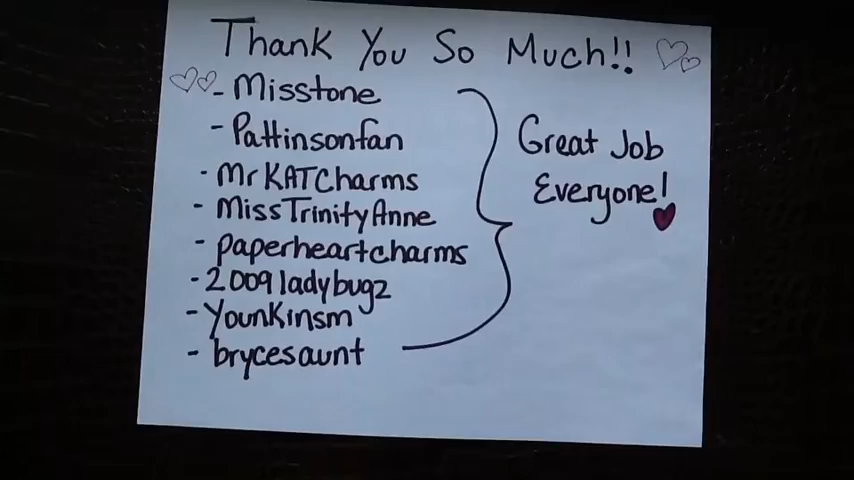 Thank You So Much!!
- Misstone
- Pattinsonfan
- MrKATCharms
- MissTrinityAnne
- paperheartcharms
- 2009ladybugz
- Younkinsm
- brycesaunt
Great Job
Everyone!